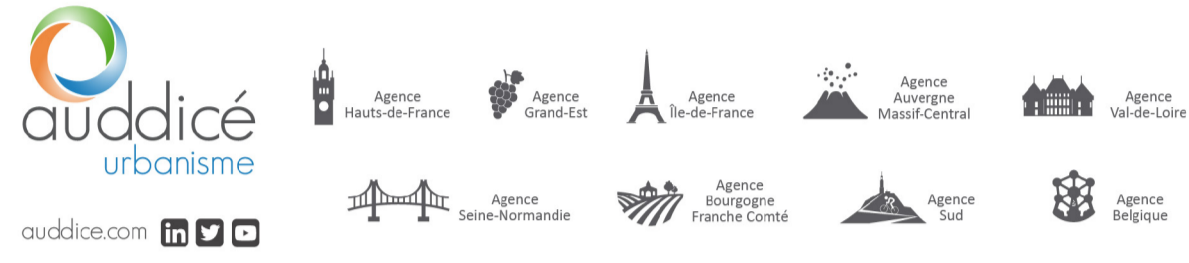 auddicé
urbanisme
auddice.com
Agence
Hauts-de-France
Agence
Grand-Est
Agence
Île-de-France
Agence
Auvergne
Massif-Central
Agence
Val-de-Loire
Agence
Seine-Normandie
Agence
Bourgogne
Franche Comté
Agence
Sud
Agence
Belgique